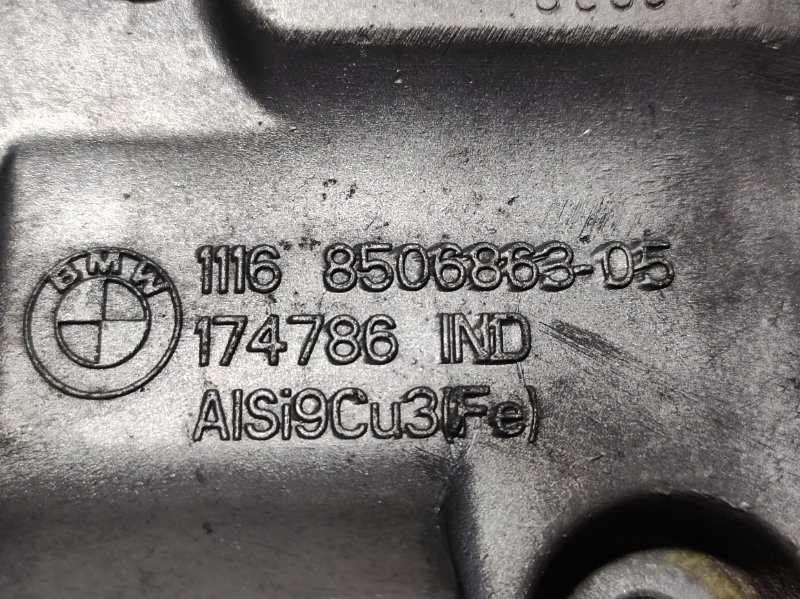 BMW
1116 8506863-05
174786 IND
AlSi9Cu3(Fe)